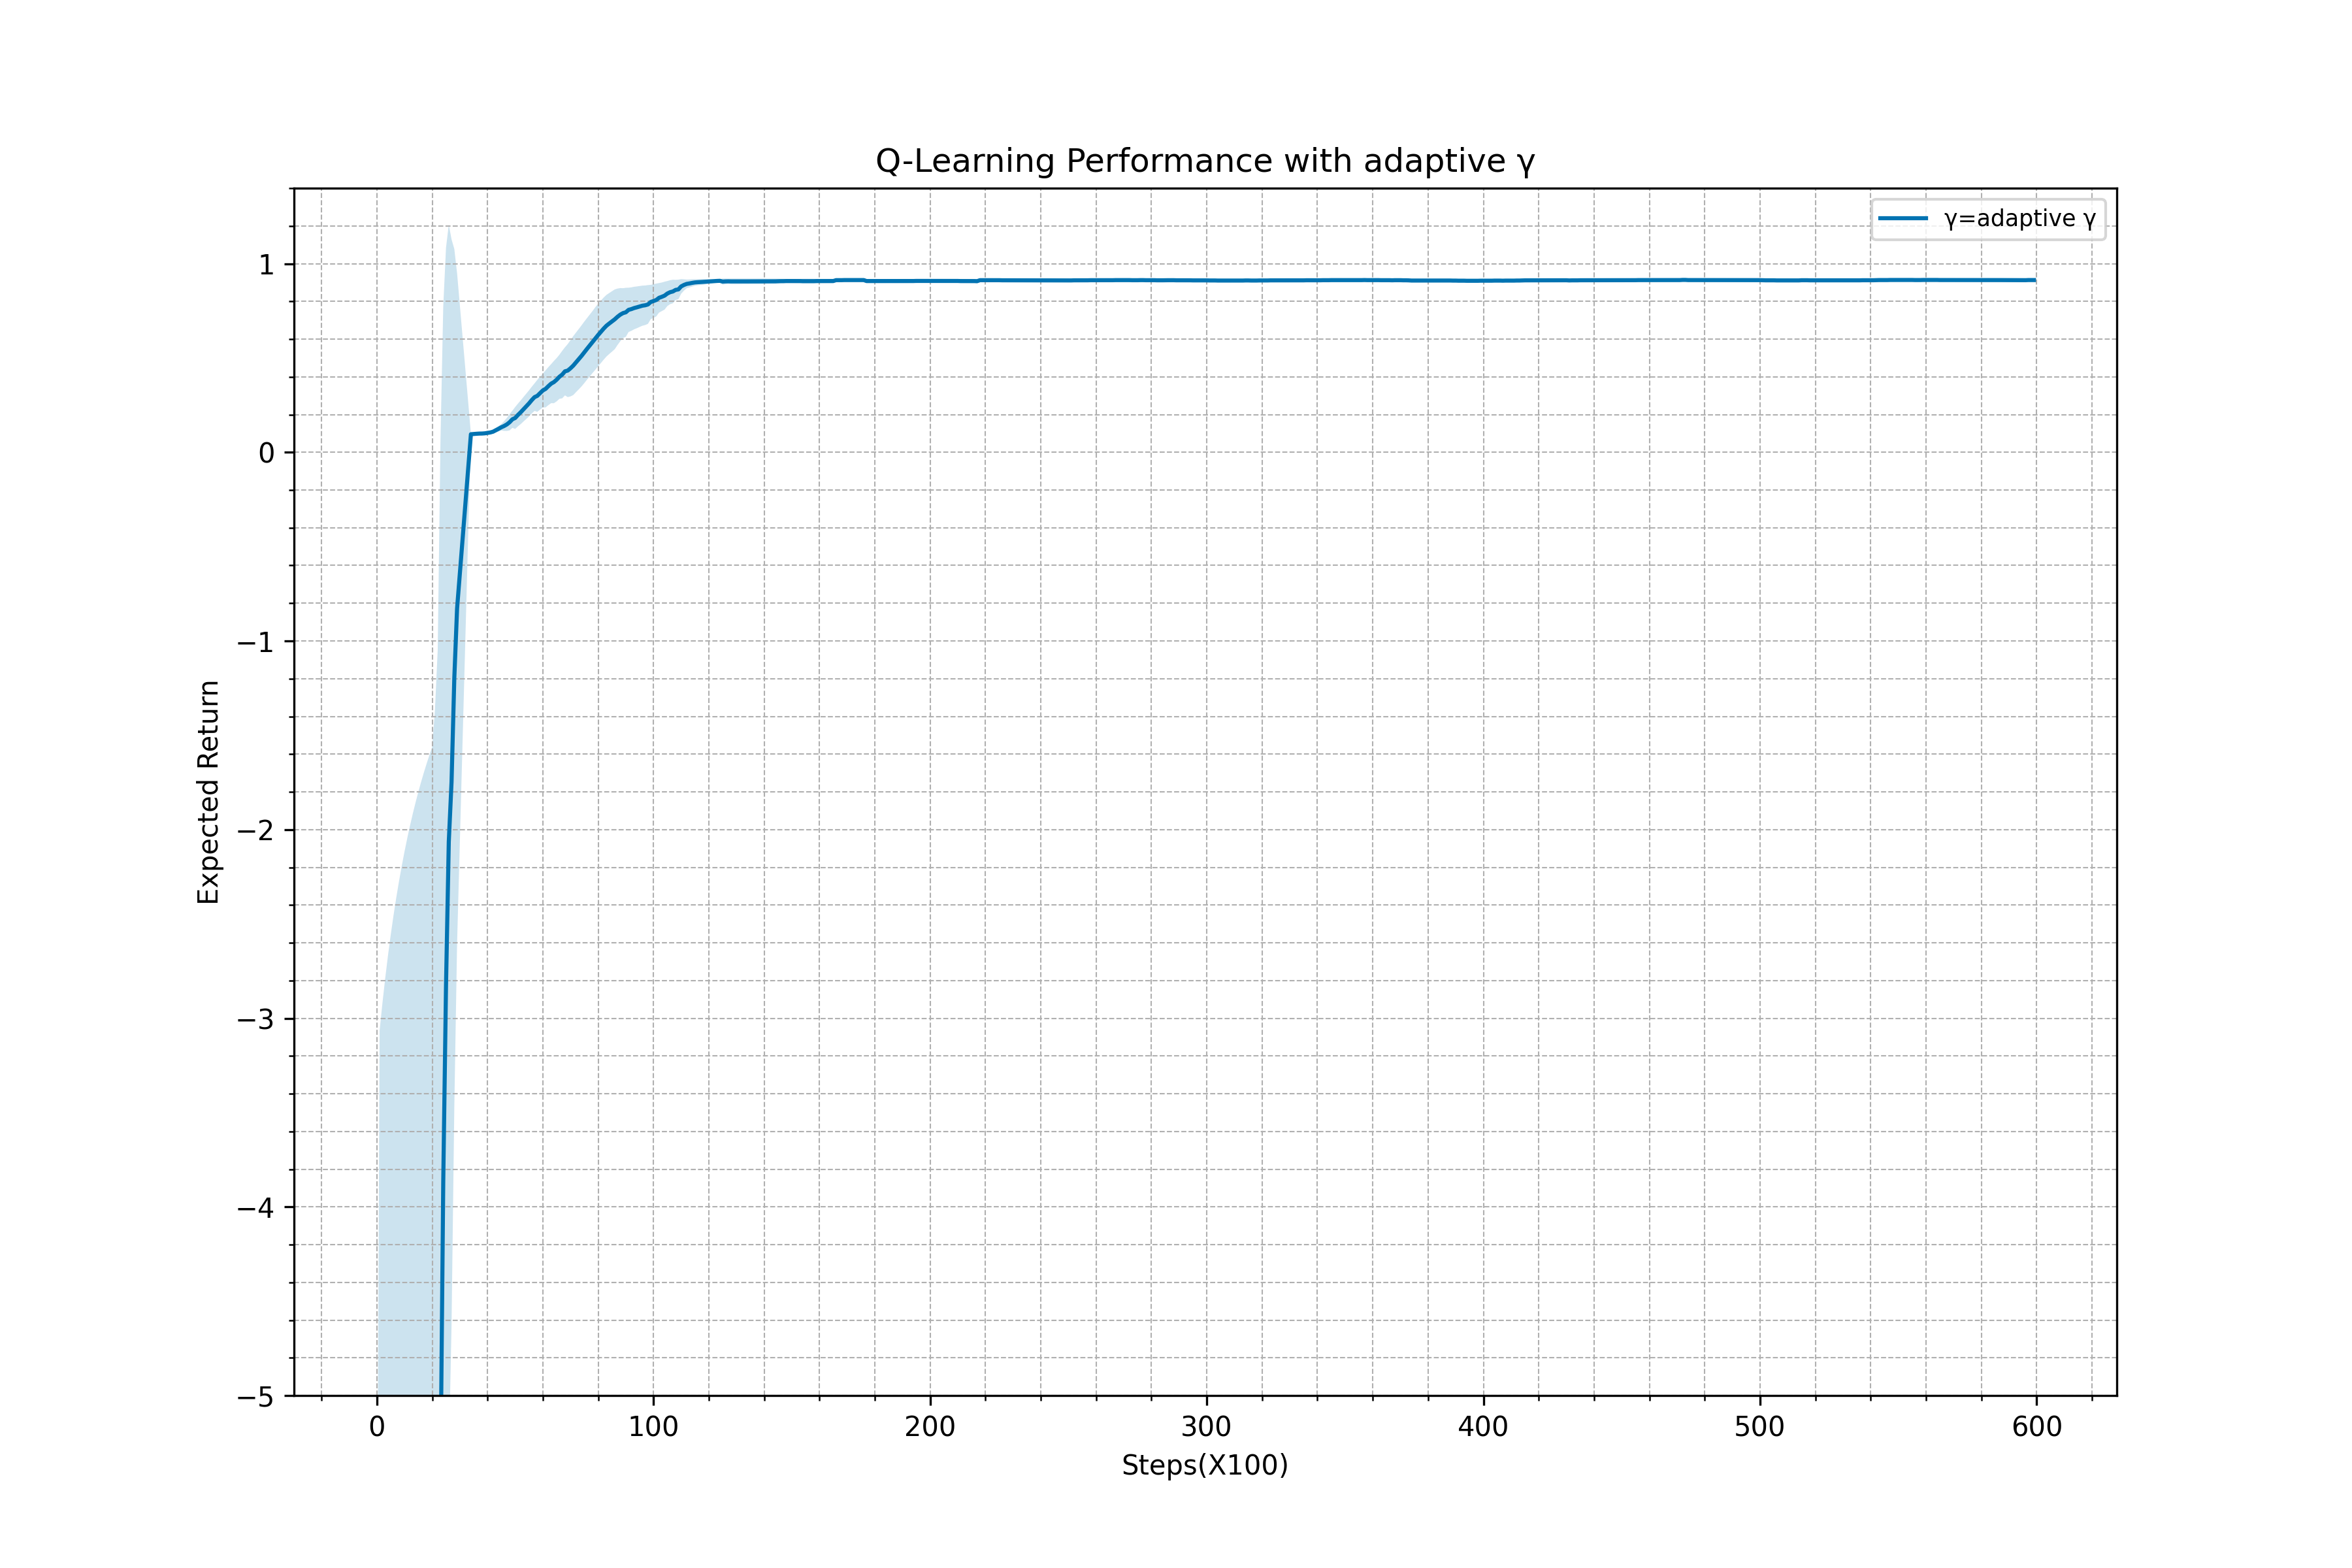 Q-Learning Performance with adaptive γ
γ=adaptive γ
1
0
−1
−2
−3
−4
−5
Expected Return
0 100 200 300 400 500 600
Steps(X100)